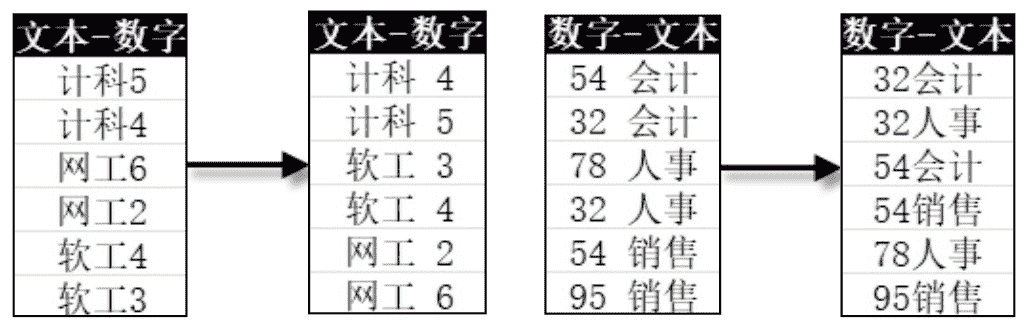 文本-数字
计科5
计科4
网工6
网工2
软工4
软工3
文本-数字
计科 4
计科 5
软工 3
软工 4
网工 2
网工 6
数字-文本
54 会计
32 会计
78 人事
32 人事
54 销售
95 销售
数字-文本
32会计
32人事
54会计
54销售
78人事
95销售